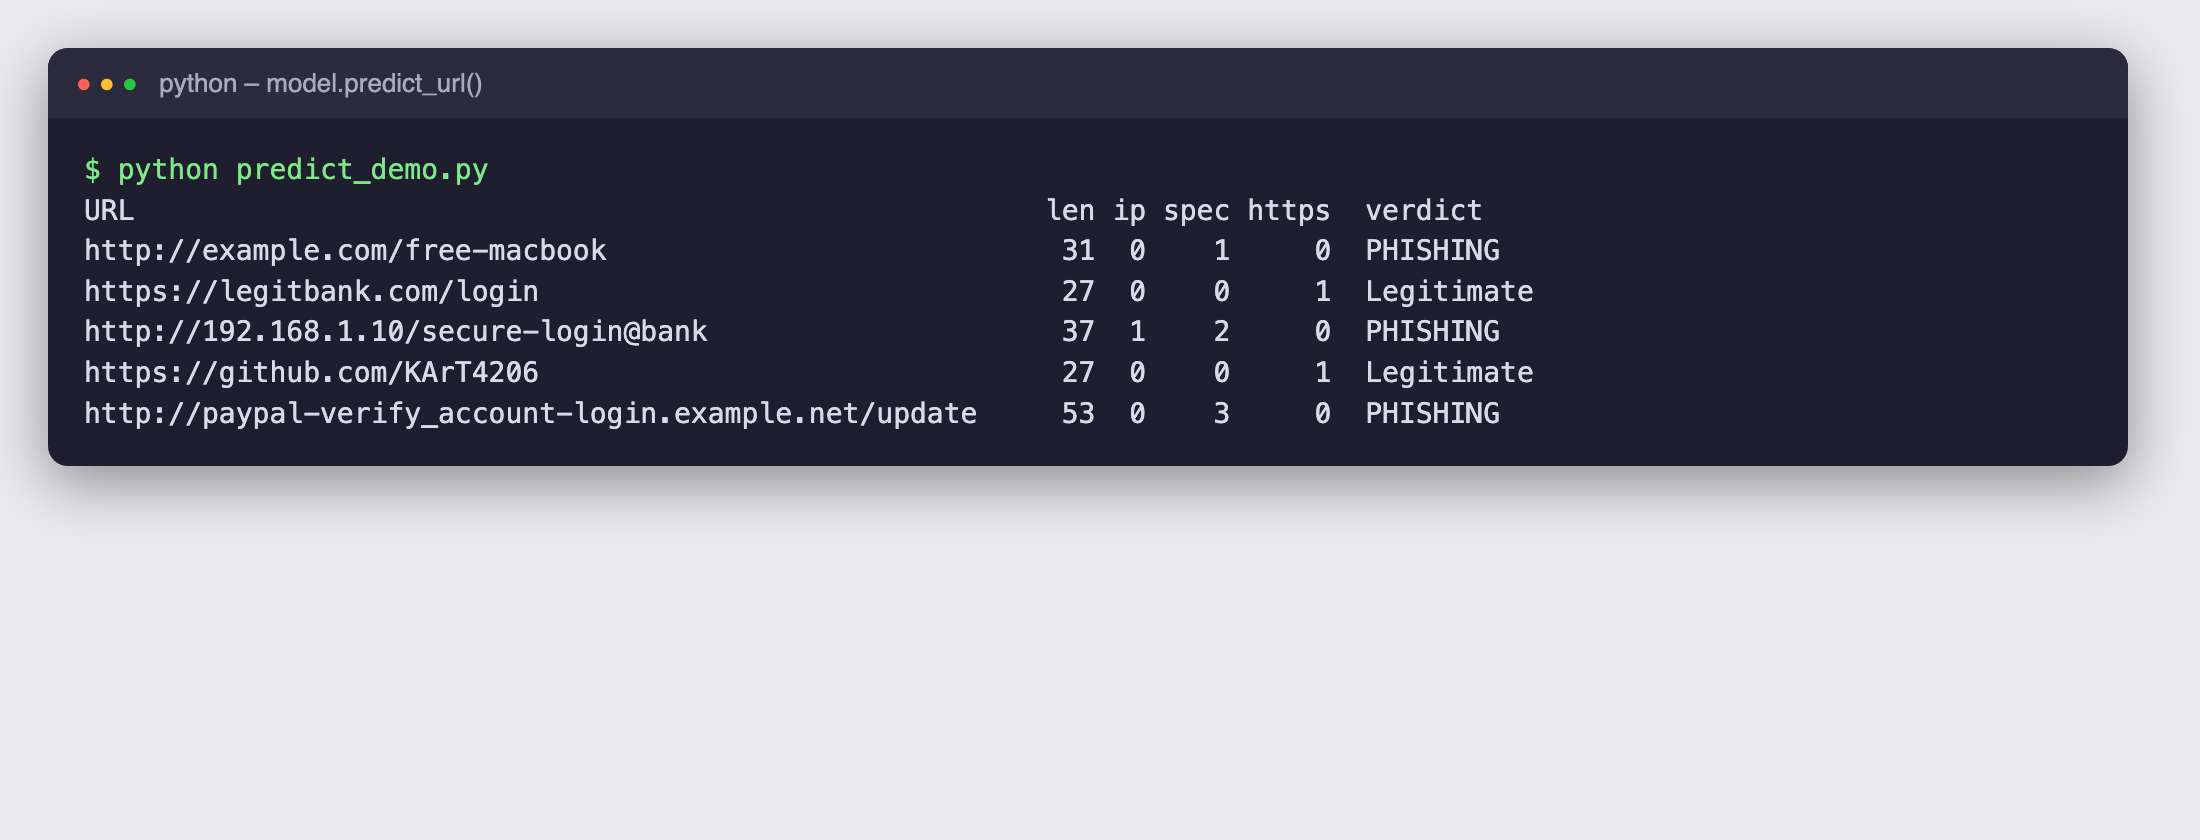 python – model.predict_url()
$ python predict_demo.py
URL len ip spec https verdict
http://example.com/free-macbook 31 0 1 0 PHISHING
https://legitbank.com/login 27 0 0 1 Legitimate
http://192.168.1.10/secure-login@bank 37 1 2 0 PHISHING
https://github.com/KArT4206 27 0 0 1 Legitimate
http://paypal-verify_account-login.example.net/update 53 0 3 0 PHISHING